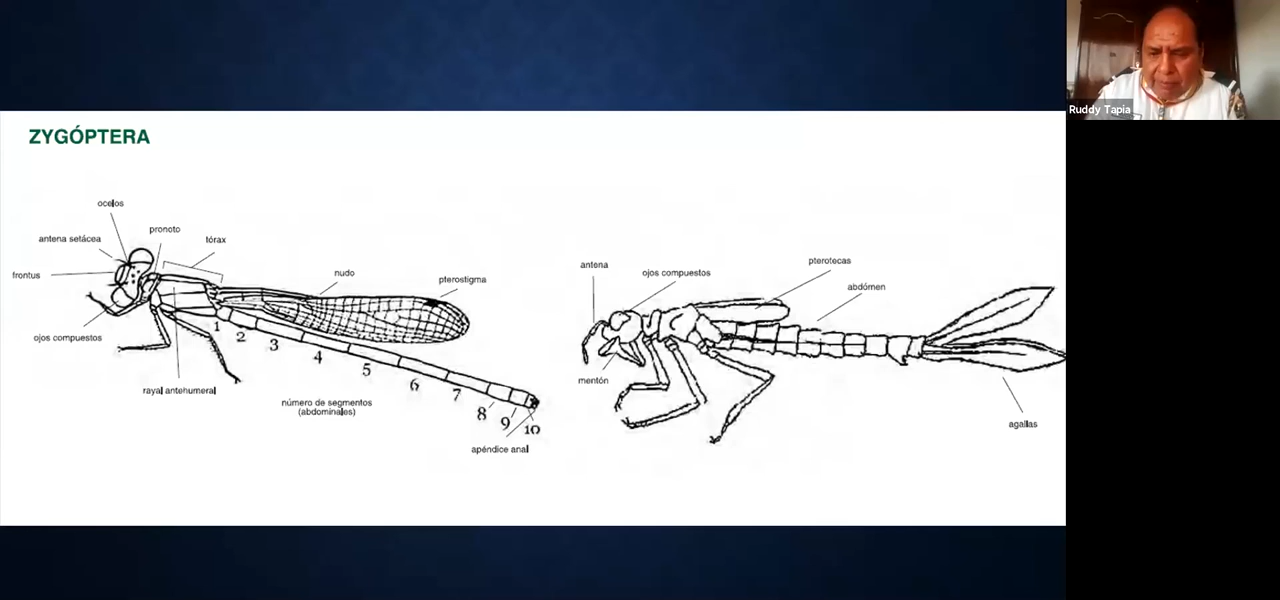 Ruddy Tapia
ZYGÓPTERA
ocelos
pronoto
antena setácea
tórax
frontus
nudo
pterostigma
ojos compuestos
1
2
3
4
5
6
7
8
9
10
rayal antehumeral
número de segmentos
(abdominales)
apéndice anal
antena
ojos compuestos
pterotecas
abdómen
mentón
agallas